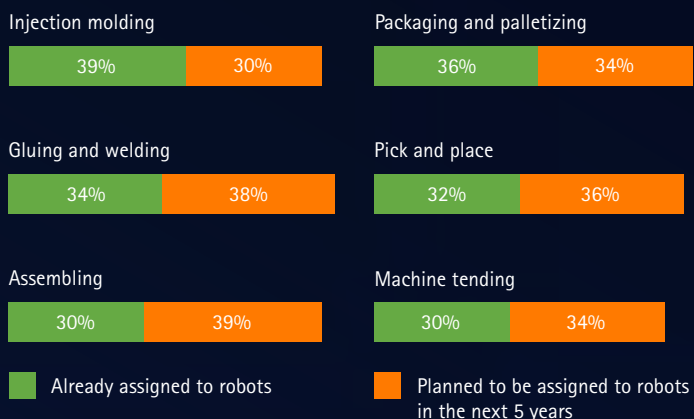 Injection molding
39% 30%
Packaging and palletizing
36% 34%
Gluing and welding
34% 38%
Pick and place
32% 36%
Assembling
30% 39%
Machine tending
30% 34%
Already assigned to robots
Planned to be assigned to robots
in the next 5 years